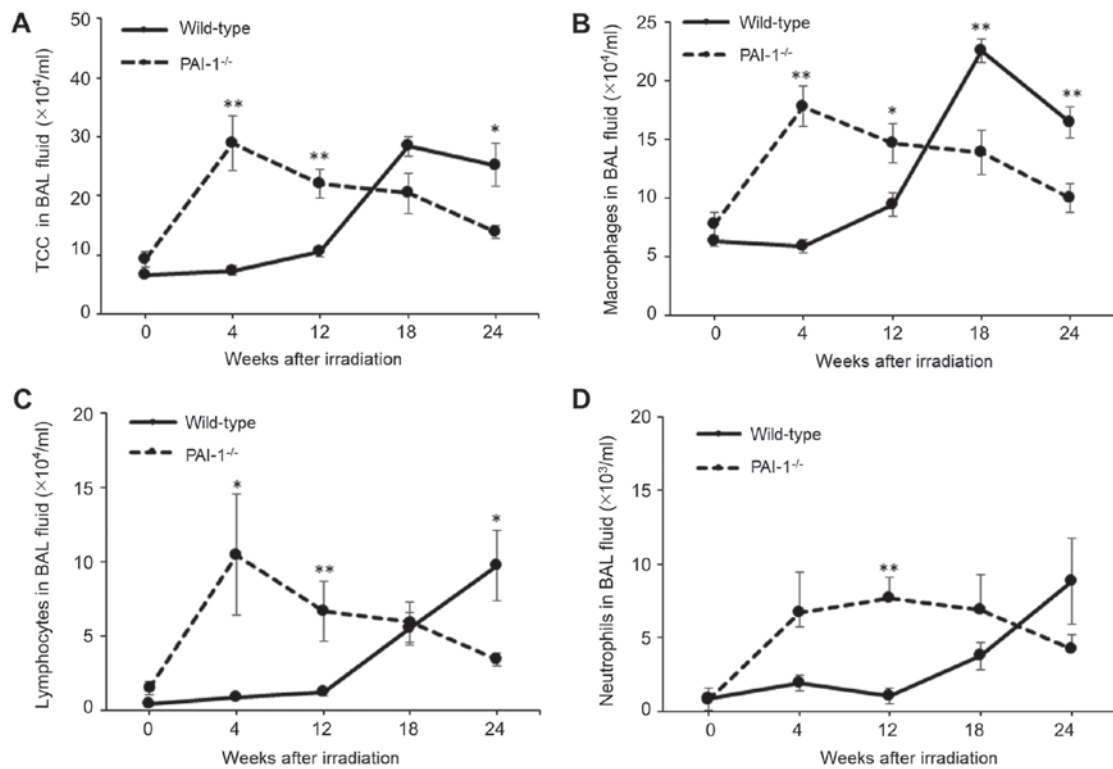 A
Wild-type
PAI-1⁻/⁻
TCC in BAL fluid (×10⁴/ml)
50
40
30
20
10
0
**
**
*
0 4 12 18 24
Weeks after irradiation
B
Wild-type
PAI-1⁻/⁻
Macrophages in BAL fluid (×10⁴/ml)
25
20
15
10
5
0
**
*
**
**
0 4 12 18 24
Weeks after irradiation
C
Wild-type
PAI-1⁻/⁻
Lymphocytes in BAL fluid (×10⁴/ml)
20
15
10
5
0
*
**
*
0 4 12 18 24
Weeks after irradiation
D
Wild-type
PAI-1⁻/⁻
Neutrophils in BAL fluid (×10³/ml)
20
15
10
5
0
**
0 4 12 18 24
Weeks after irradiation